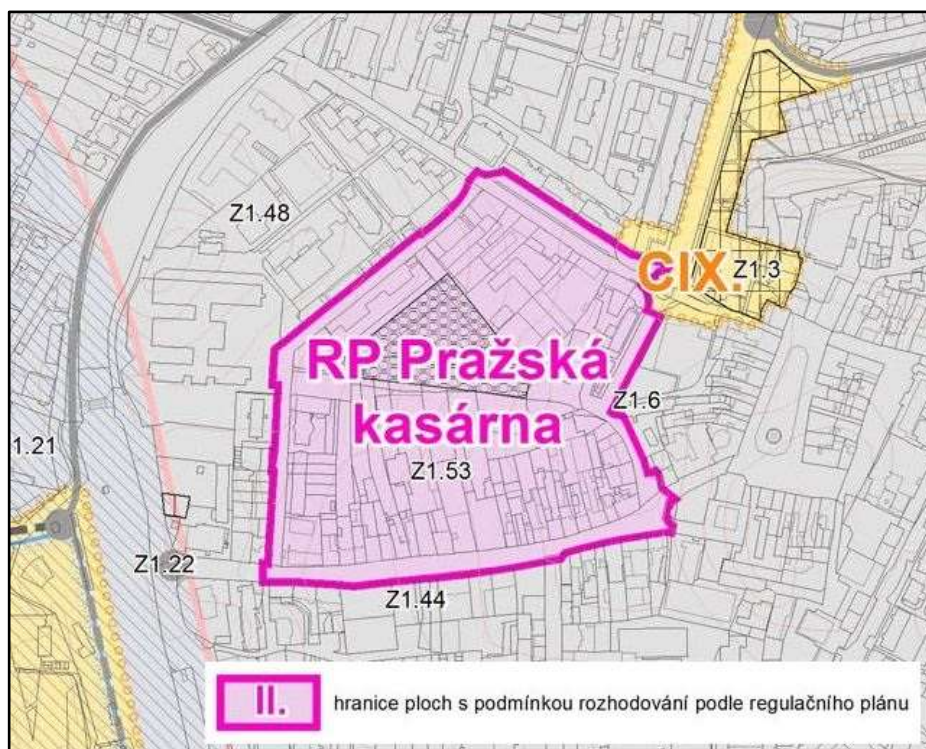 Z1.48
CIX.
Z1.3
RP Pražská
kasárna
Z1.6
1.21
Z1.53
Z1.22
Z1.44
II.
hranice ploch s podmínkou rozhodování podle regulačního plánu